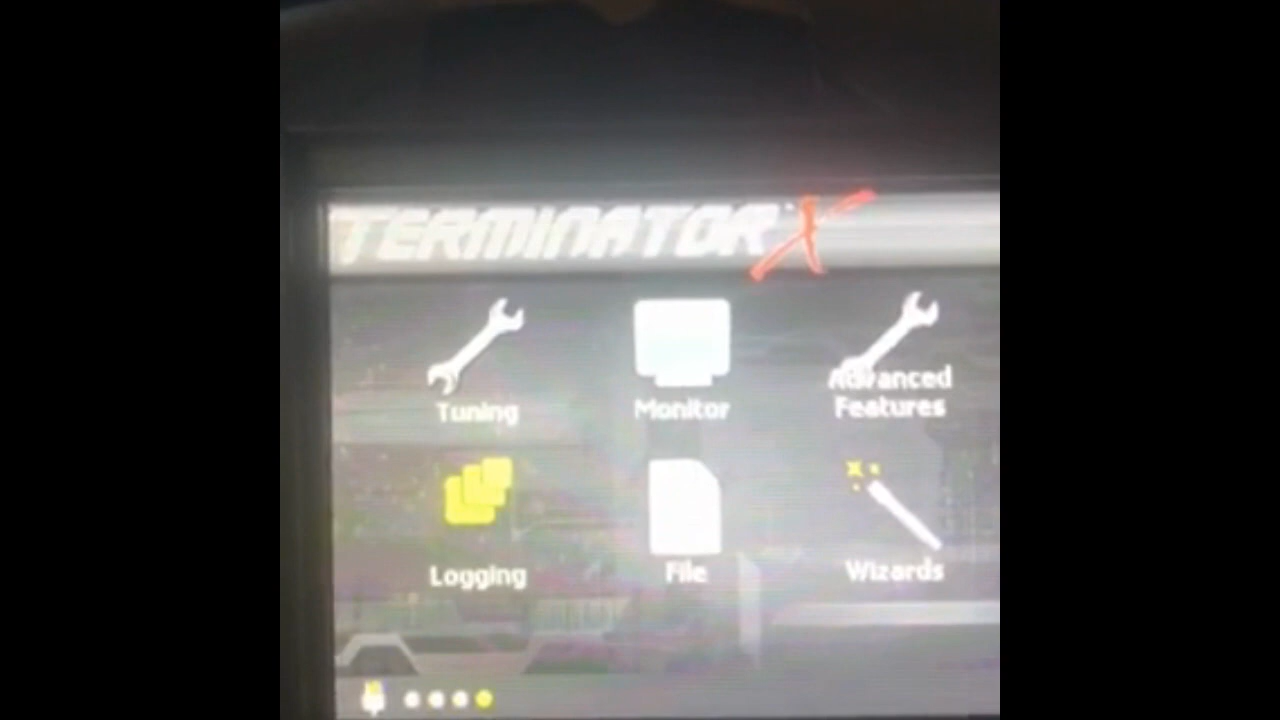 TERMINATOR X
Tuning
Monitor
Advanced
Features
Logging
File
Wizards